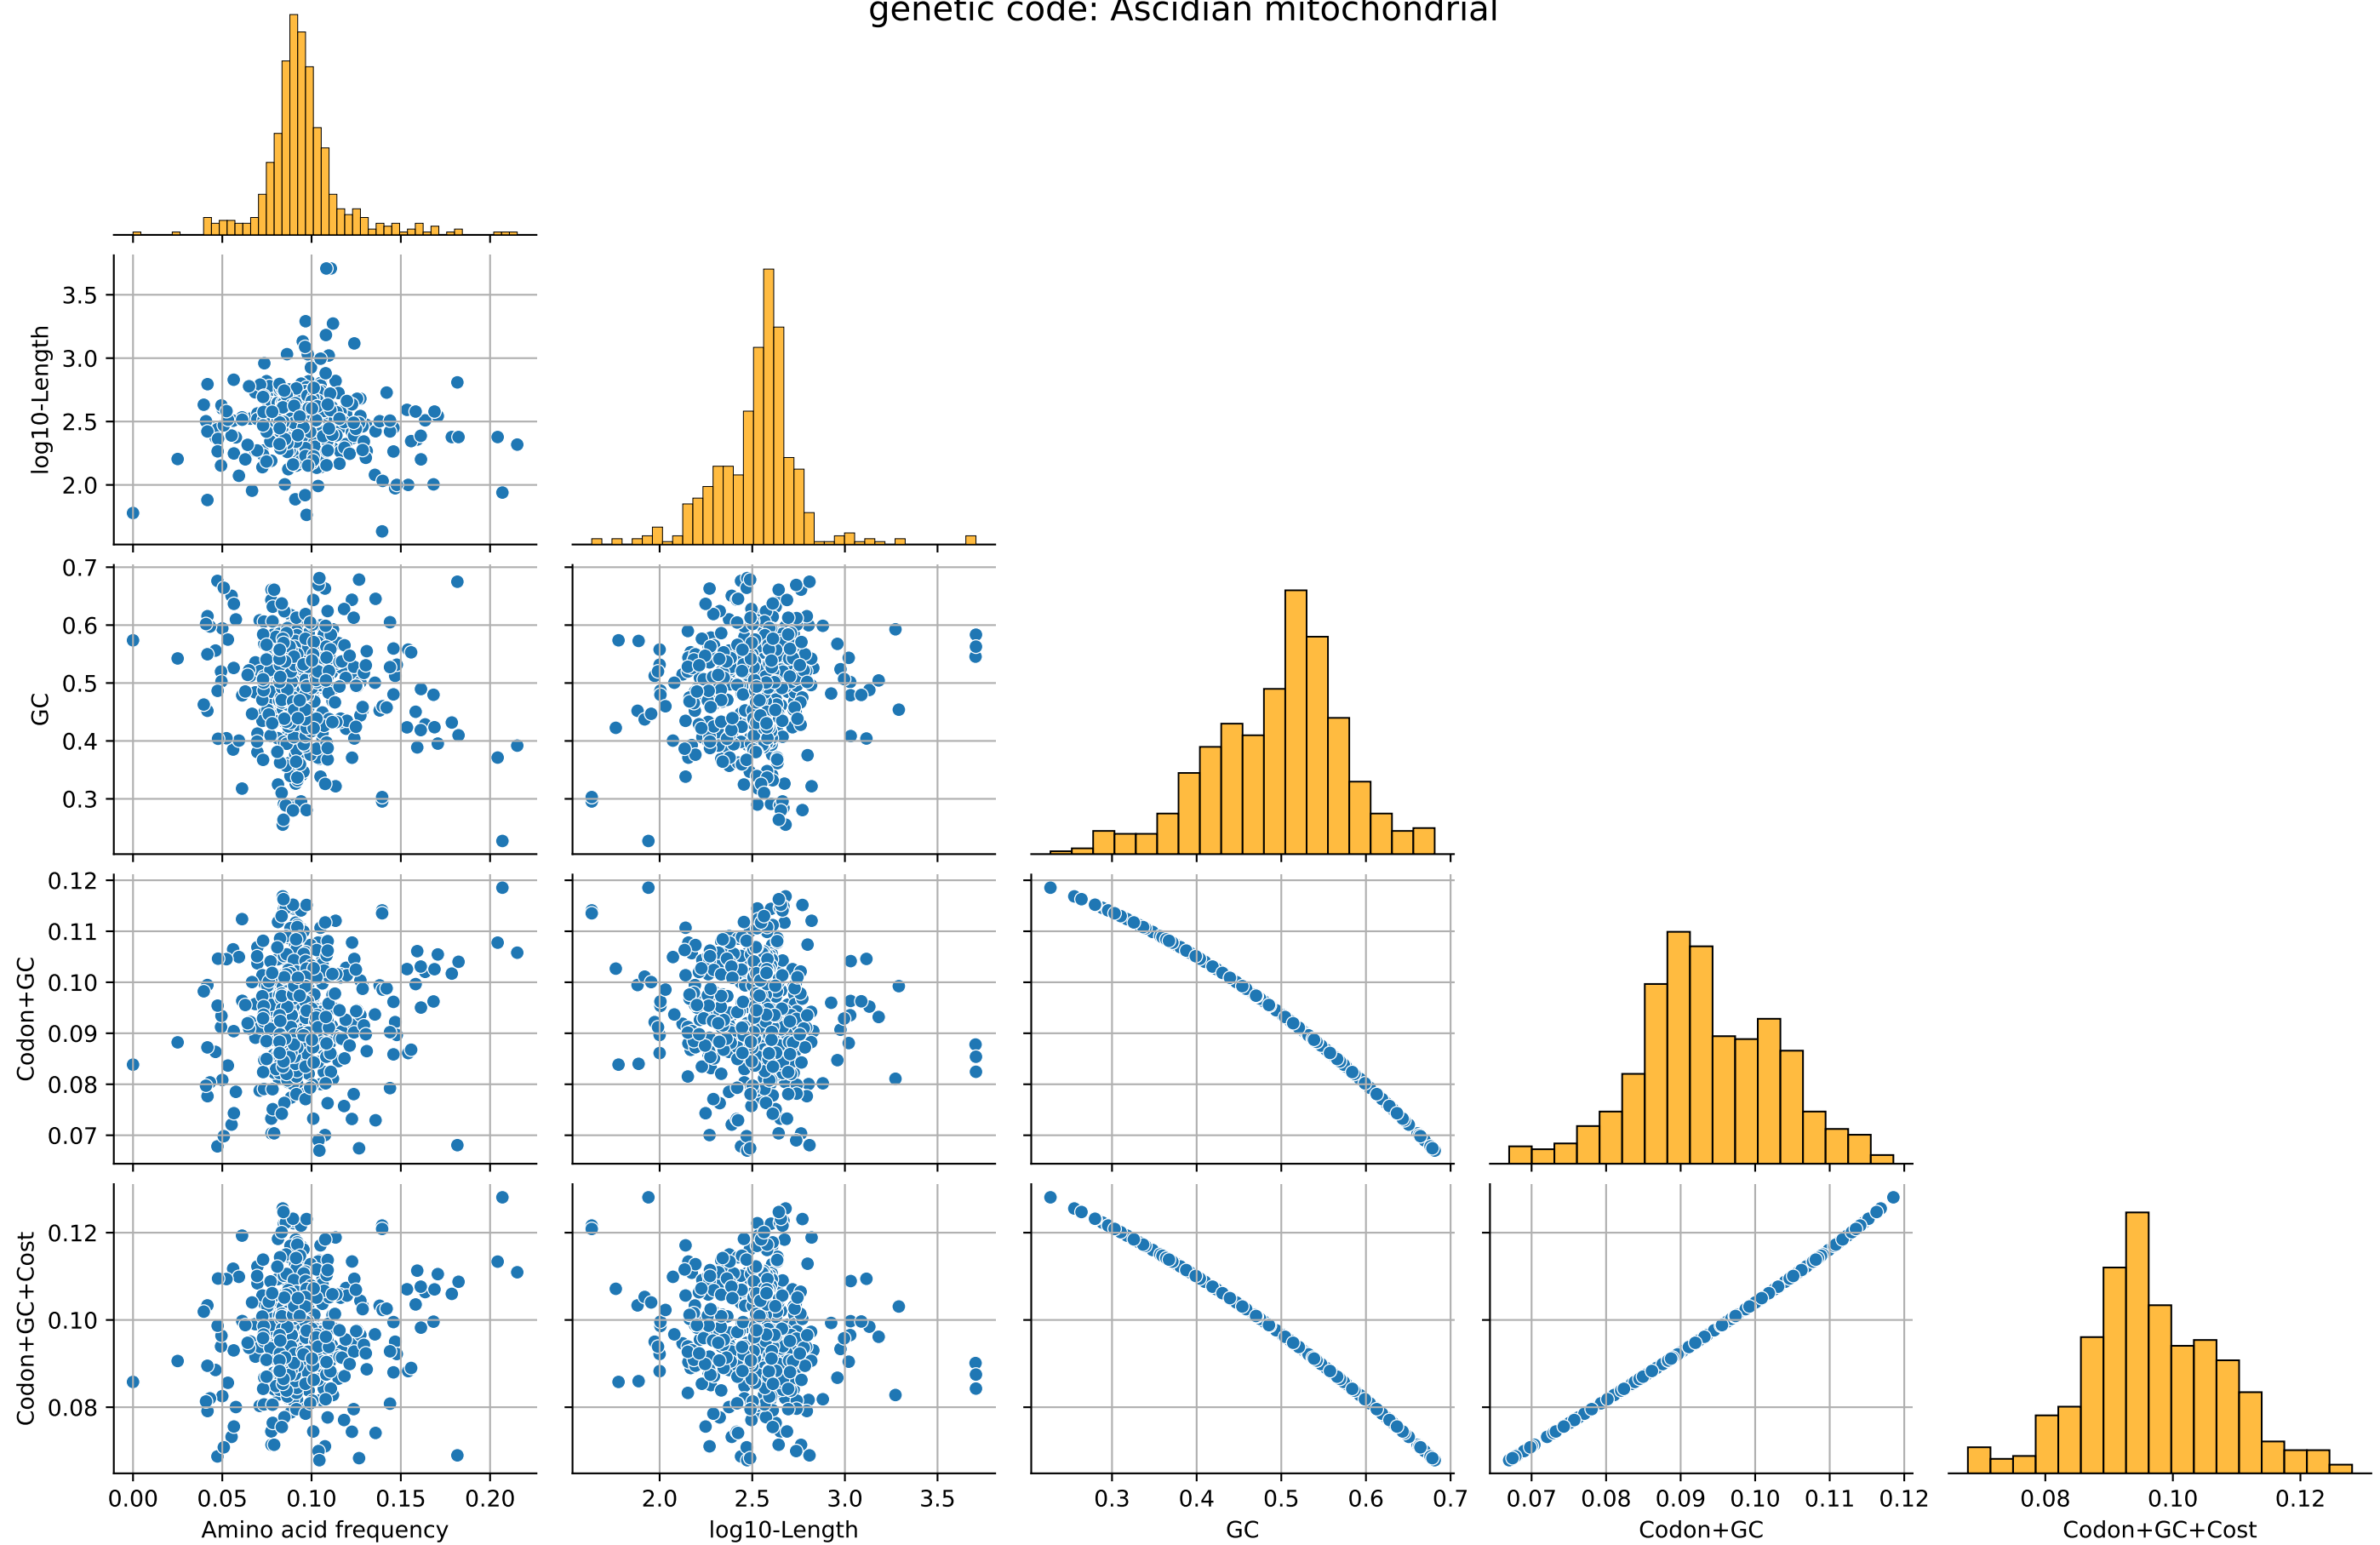 genetic code: Ascidian mitochondrial
3.5
3.0
2.5
2.0
log10-Length
0.7
0.6
0.5
0.4
0.3
GC
0.12
0.11
0.10
0.09
0.08
0.07
Codon+GC
0.12
0.10
0.08
Codon+GC+Cost
0.00 0.05 0.10 0.15 0.20
2.0 2.5 3.0 3.5
0.3 0.4 0.5 0.6 0.7
0.07 0.08 0.09 0.10 0.11 0.12
0.08 0.10 0.12
Amino acid frequency
log10-Length
GC
Codon+GC
Codon+GC+Cost